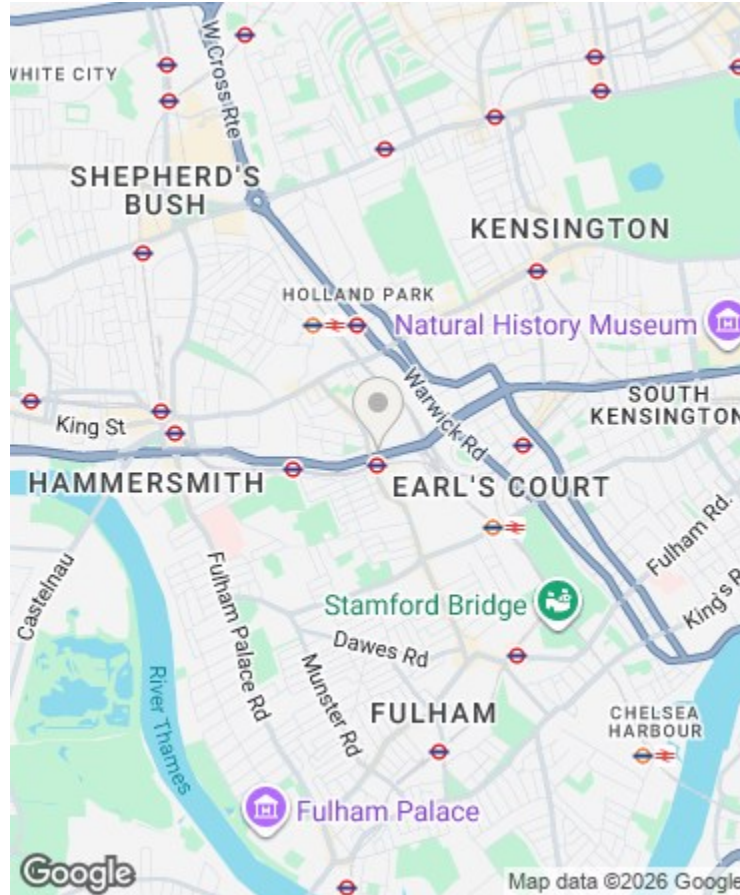 WHITE CITY
W Cross Rte
SHEPHERD'S
BUSH
KENSINGTON
HOLLAND PARK
Natural History Museum
Warwick Rd
SOUTH
KENSINGTON
King St
HAMMERSMITH
EARL'S COURT
Fulham Rd.
Castelnau
Fulham Palace Rd
Stamford Bridge
King's R
Dawes Rd
Munster Rd
River Thames
FULHAM
CHELSEA
HARBOUR
Fulham Palace
Google
Map data ©2026 Google